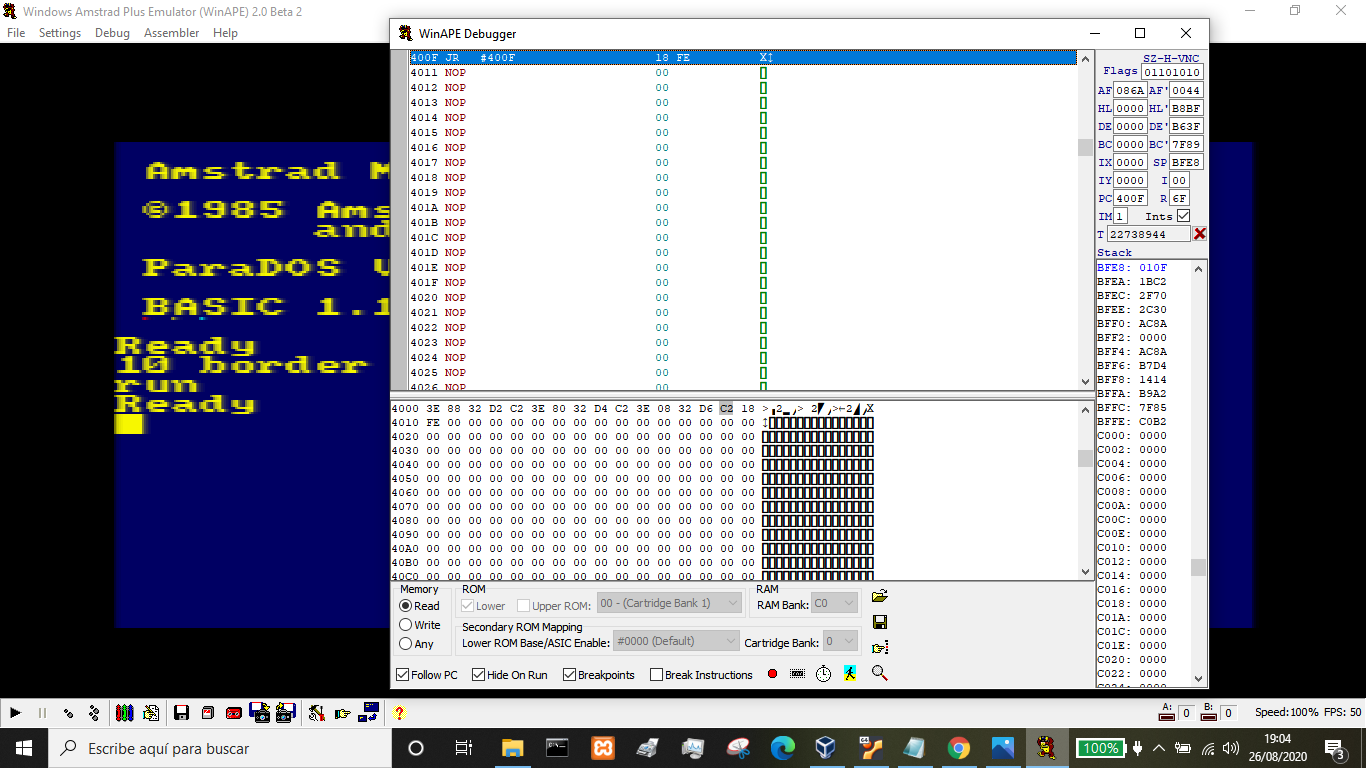 Windows Amstrad Plus Emulator (WinAPE) 2.0 Beta 2
File Settings Debug Assembler Help
WinAPE Debugger
Amstrad M
©1985 Ams
and
ParaDOS V
BASIC 1.1
Ready
10 border
run
Ready
400F JR #400F 18 FE
4011 NOP 00
4012 NOP 00
4013 NOP 00
4014 NOP 00
4015 NOP 00
4016 NOP 00
4017 NOP 00
4018 NOP 00
4019 NOP 00
401A NOP 00
401B NOP 00
401C NOP 00
401D NOP 00
401E NOP 00
401F NOP 00
4020 NOP 00
4021 NOP 00
4022 NOP 00
4023 NOP 00
4024 NOP 00
4025 NOP 00
4026 NOP 00
4000 3E 88 32 D2 C2 3E 80 32 D4 C2 3E 08 32 D6 C2 18
4010 FE 00 00 00 00 00 00 00 00 00 00 00 00 00 00 00
4020 00 00 00 00 00 00 00 00 00 00 00 00 00 00 00 00
4030 00 00 00 00 00 00 00 00 00 00 00 00 00 00 00 00
4040 00 00 00 00 00 00 00 00 00 00 00 00 00 00 00 00
4050 00 00 00 00 00 00 00 00 00 00 00 00 00 00 00 00
4060 00 00 00 00 00 00 00 00 00 00 00 00 00 00 00 00
4070 00 00 00 00 00 00 00 00 00 00 00 00 00 00 00 00
4080 00 00 00 00 00 00 00 00 00 00 00 00 00 00 00 00
4090 00 00 00 00 00 00 00 00 00 00 00 00 00 00 00 00
40A0 00 00 00 00 00 00 00 00 00 00 00 00 00 00 00 00
40B0 00 00 00 00 00 00 00 00 00 00 00 00 00 00 00 00
40C0 00 00 00 00 00 00 00 00 00 00 00 00 00 00 00 00
SZ-H-VNC
Flags 01101010
AF 086A AF' 0044
HL 0000 HL' B8BF
DE 0000 DE' B63F
BC 0000 BC' 7F89
IX 0000 SP BFE8
IY 0000 I 00
PC 400F R 6F
IM 1 Ints
T 22738944
Stack
BFE8: 010F
BFEA: 1BC2
BFEC: 2F70
BFEE: 2C30
BFF0: AC8A
BFF2: 0000
BFF4: AC8A
BFF6: B7D4
BFF8: 1414
BFFA: B9A2
BFFC: 7F85
BFFE: C0B2
C000: 0000
C002: 0000
C004: 0000
C006: 0000
C008: 0000
C00A: 0000
C00C: 0000
C00E: 0000
C010: 0000
C012: 0000
C014: 0000
C016: 0000
C018: 0000
C01A: 0000
C01C: 0000
C01E: 0000
C020: 0000
C022: 0000
C024: 0000
Memory
Read
Write
Any
ROM
Lower Upper ROM: 00 - (Cartridge Bank 1)
RAM
RAM Bank: C0
Secondary ROM Mapping
Lower ROM Base/ASIC Enable: #0000 (Default) Cartridge Bank: 0
Follow PC Hide On Run Breakpoints Break Instructions
A: 0 B: 0 Speed:100% FPS: 50
Escribe aquí para buscar
100%
19:04
26/08/2020
3